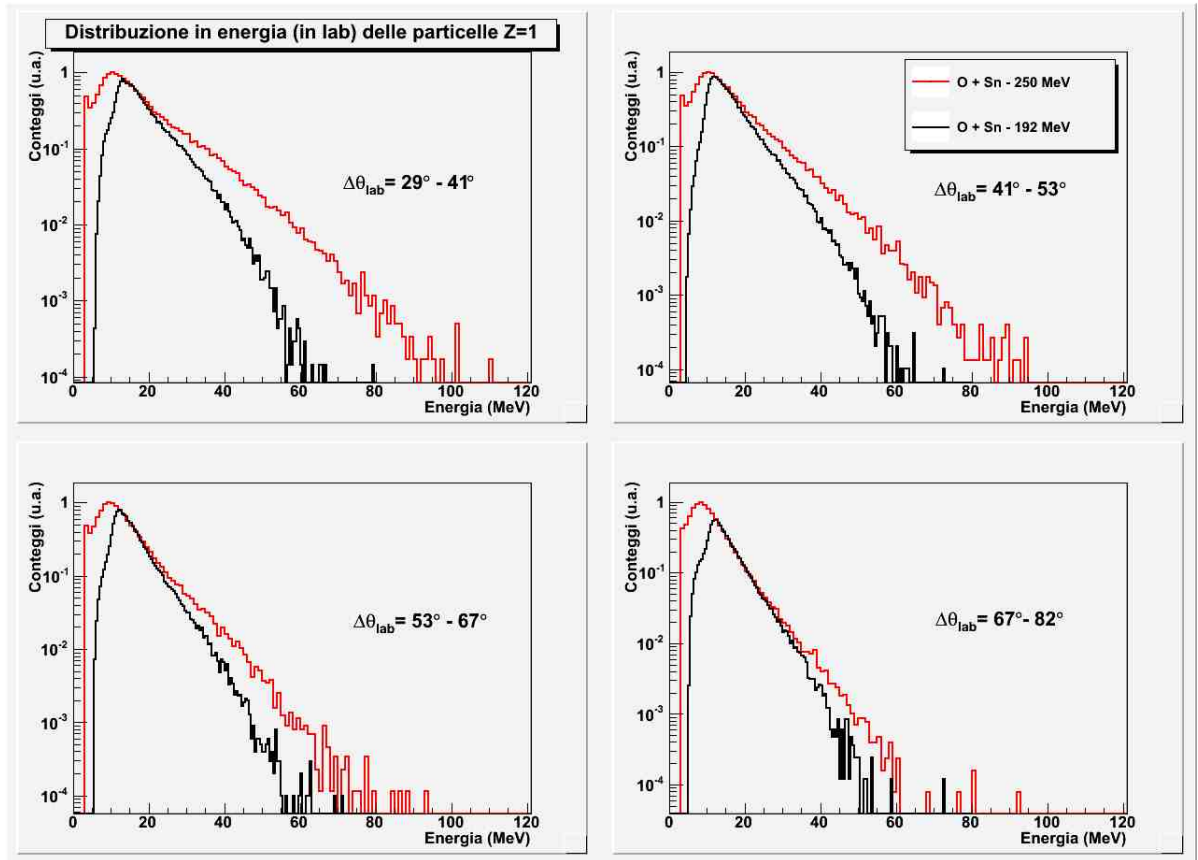 Distribuzione in energia (in lab) delle particelle Z=1
Conteggi (u.a.)
1
10⁻¹
10⁻²
10⁻³
10⁻⁴
Δθlab= 29° - 41°
0 20 40 60 80 100 120
Energia (MeV)
Conteggi (u.a.)
1
10⁻¹
10⁻²
10⁻³
10⁻⁴
O + Sn - 250 MeV
O + Sn - 192 MeV
Δθlab= 41° - 53°
0 20 40 60 80 100 120
Energia (MeV)
Conteggi (u.a.)
1
10⁻¹
10⁻²
10⁻³
10⁻⁴
Δθlab= 53° - 67°
0 20 40 60 80 100 120
Energia (MeV)
Conteggi (u.a.)
1
10⁻¹
10⁻²
10⁻³
10⁻⁴
Δθlab= 67°- 82°
0 20 40 60 80 100 120
Energia (MeV)